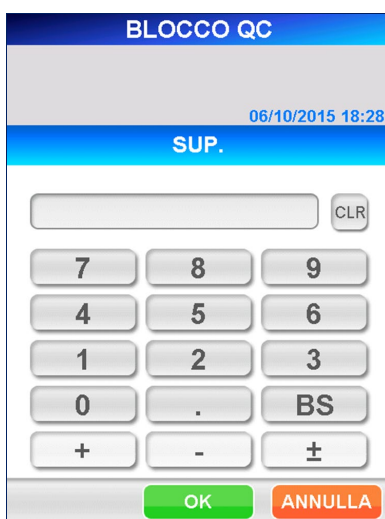 BLOCCO QC
06/10/2015 18:28
SUP.
CLR
7 8 9
4 5 6
1 2 3
0 . BS
+ - ±
OK ANNULLA